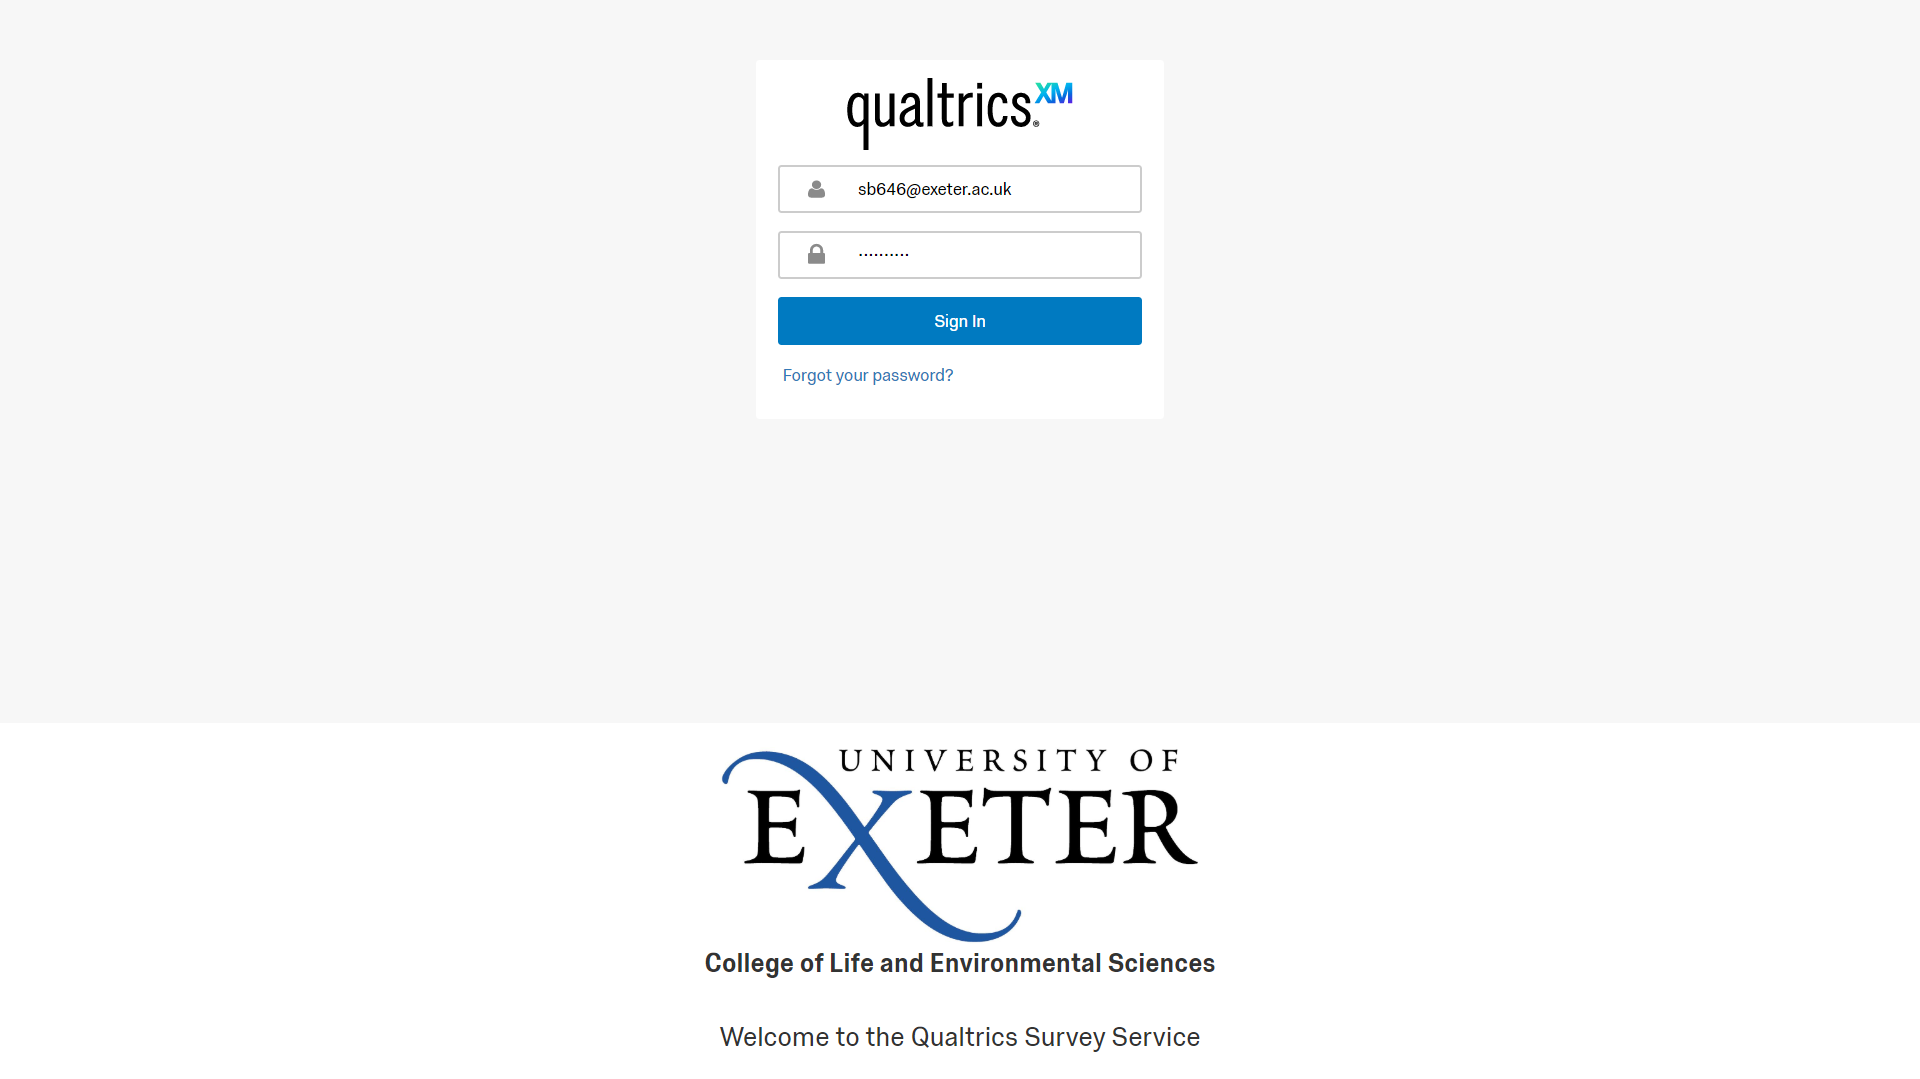 qualtrics.XM®
sb646@exeter.ac.uk
··········
Sign In
Forgot your password?
UNIVERSITY OF
EXETER
College of Life and Environmental Sciences
Welcome to the Qualtrics Survey Service